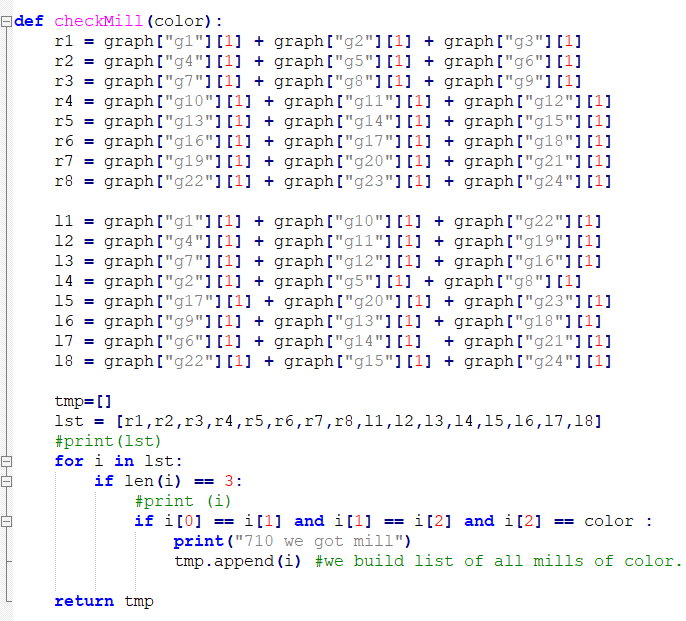 def checkMill(color):
    r1 = graph["g1"][1] + graph["g2"][1] + graph["g3"][1]
    r2 = graph["g4"][1] + graph["g5"][1] + graph["g6"][1]
    r3 = graph["g7"][1] + graph["g8"][1] + graph["g9"][1]
    r4 = graph["g10"][1] + graph["g11"][1] + graph["g12"][1]
    r5 = graph["g13"][1] + graph["g14"][1] + graph["g15"][1]
    r6 = graph["g16"][1] + graph["g17"][1] + graph["g18"][1]
    r7 = graph["g19"][1] + graph["g20"][1] + graph["g21"][1]
    r8 = graph["g22"][1] + graph["g23"][1] + graph["g24"][1]

    l1 = graph["g1"][1] + graph["g10"][1] + graph["g22"][1]
    l2 = graph["g4"][1] + graph["g11"][1] + graph["g19"][1]
    l3 = graph["g7"][1] + graph["g12"][1] + graph["g16"][1]
    l4 = graph["g2"][1] + graph["g5"][1] + graph["g8"][1]
    l5 = graph["g17"][1] + graph["g20"][1] + graph["g23"][1]
    l6 = graph["g9"][1] + graph["g13"][1] + graph["g18"][1]
    l7 = graph["g6"][1] + graph["g14"][1]  + graph["g21"][1]
    l8 = graph["g22"][1] + graph["g15"][1] + graph["g24"][1]

    tmp=[]
    lst = [r1,r2,r3,r4,r5,r6,r7,r8,l1,l2,l3,l4,l5,l6,l7,l8]
    #print(lst)
    for i in lst:
        if len(i) == 3:
            #print (i)
            if i[0] == i[1] and i[1] == i[2] and i[2] == color :
                print("710 we got mill")
                tmp.append(i) #we build list of all mills of color.

    return tmp